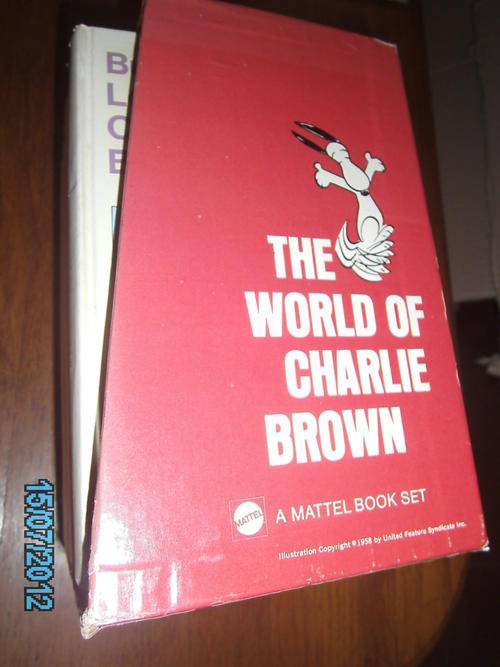 THE
WORLD OF
CHARLIE
BROWN
MATTEL
A MATTEL BOOK SET
Illustration Copyright © 1958 by United Feature Syndicate Inc.
15/07/2012